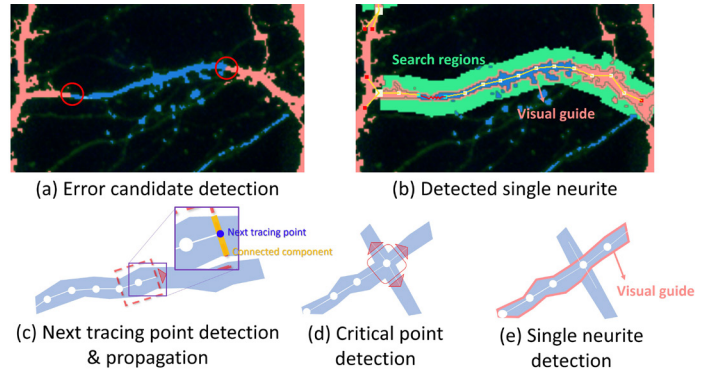 Search regions
Visual guide
(a) Error candidate detection
(b) Detected single neurite
Next tracing point
Connected component
Visual guide
(c) Next tracing point detection
& propagation
(d) Critical point
detection
(e) Single neurite
detection